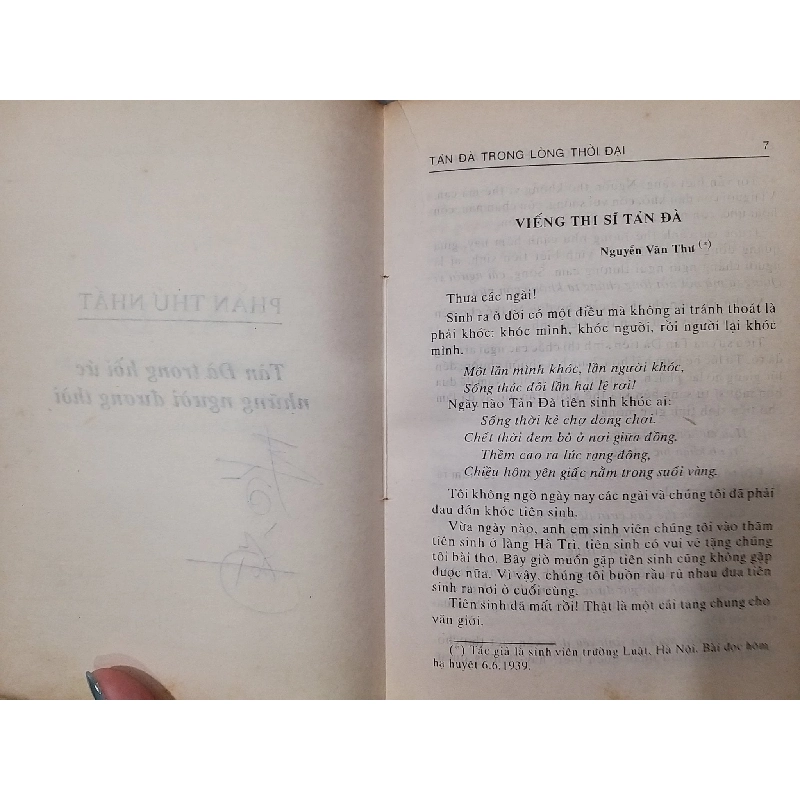 PHẦN THỨ NHẤT
Tản Đà trong hồi ức
những người đương thời
TẢN ĐÀ TRONG LÒNG THỜI ĐẠI 7
VIẾNG THI SĨ TẢN ĐÀ
Nguyễn Văn Thư (*)
Thưa các ngài!
Sinh ra ở đời có một điều mà không ai tránh thoát là
phải khóc: khóc mình, khóc người, rồi người lại khóc
mình.
Một lần mình khóc, lần người khóc,
Sống thác đôi lần hạt lệ rơi!
Ngày nào Tản Đà tiên sinh khóc ai:
Sống thời kẻ chợ dong chơi.
Chết thời đem bỏ ở nơi giữa đồng.
Thềm cao ra lúc rạng đông,
Chiều hôm yên giấc nằm trong suối vàng.
Tôi không ngờ ngày nay các ngài và chúng tôi đã phải
đau đớn khóc tiên sinh.
Vừa ngày nào, anh em sinh viên chúng tôi vào thăm
tiên sinh ở làng Hà Trì, tiên sinh có vui vẻ tặng chúng
tôi bài thơ. Bây giờ muốn gặp tiên sinh cũng không gặp
được nữa. Vì vậy, chúng tôi buồn rầu rủ nhau đưa tiên
sinh ra nơi ở cuối cùng.
Tiên sinh đã mất rồi! Thật là một cái tang chung cho
văn giới.
(*) Tác giả là sinh viên trường Luật, Hà Nội. Bài đọc hôm
hạ huyệt 6.6.1939.